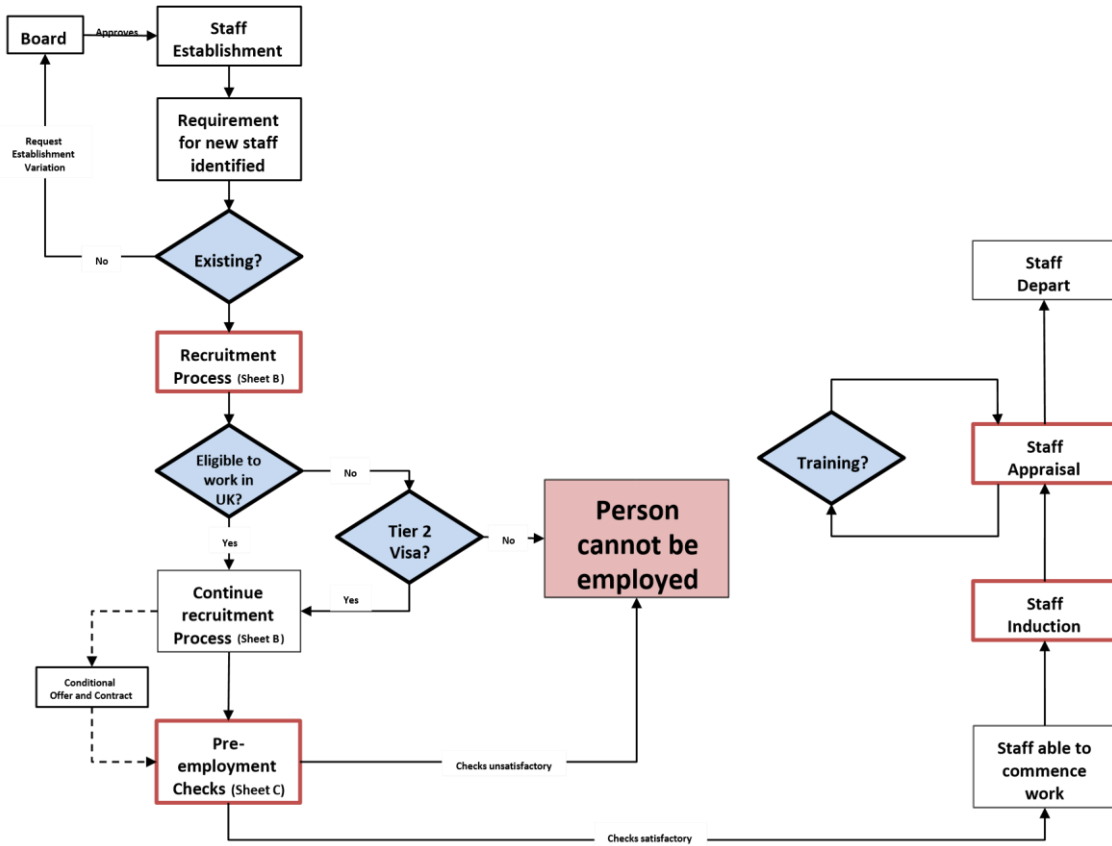 Board
Approves
Staff
Establishment
Request
Establishment
Variation
Requirement
for new staff
identified
No
Existing?
Recruitment
Process (Sheet B)
Eligible to
work in
UK?
No
Tier 2
Visa?
No
Person
cannot be
employed
Yes
Yes
Continue
recruitment
Process (Sheet B)
Conditional
Offer and Contract
Pre-
employment
Checks (Sheet C)
Checks unsatisfactory
Checks satisfactory
Staff
Depart
Training?
Staff
Appraisal
Staff
Induction
Staff able to
commence
work